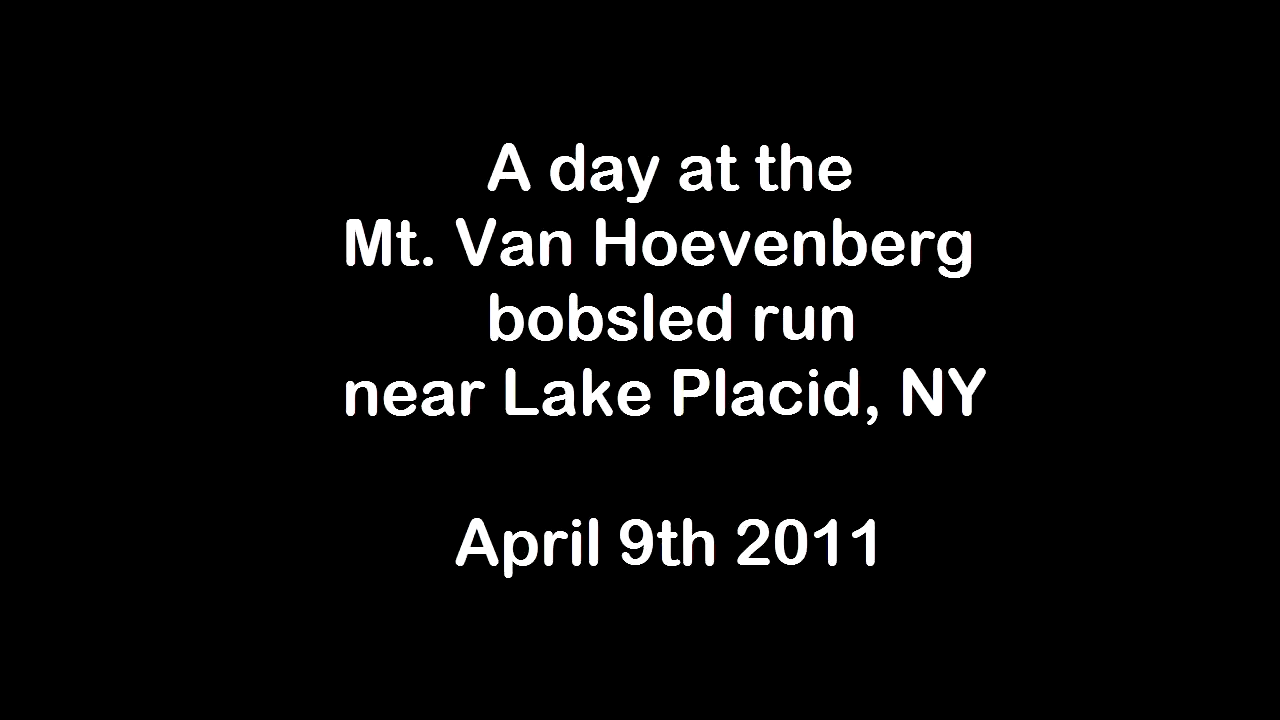 A day at the
Mt. Van Hoevenberg
bobsled run
near Lake Placid, NY
April 9th 2011